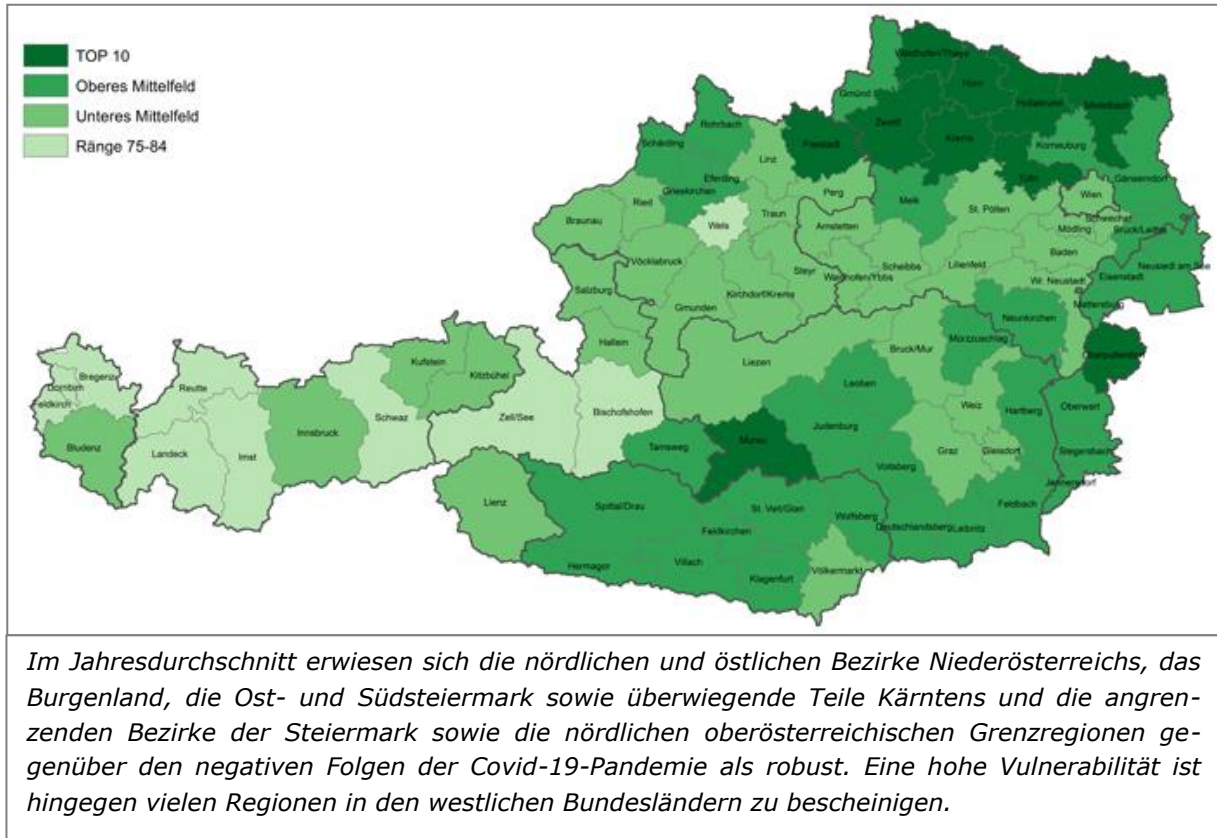 TOP 10
Oberes Mittelfeld
Unteres Mittelfeld
Ränge 75-84
Waidhofen/Thaya
Gmünd
Horn
Hollabrunn
Mistelbach
Zwettl
Krems
Korneuburg
Tulln
Gänserndorf
Rohrbach
Schärding
Freistadt
Linz
Eferding
Grieskirchen
Perg
Melk
St. Pölten
Wien
Schwechat
Mödling
Bruck/Leitha
Braunau
Ried
Wels
Traun
Amstetten
Baden
Neusiedl am See
Eisenstadt
Vöcklabruck
Steyr
Waidhofen/Ybbs
Scheibbs
Lilienfeld
Wr. Neustadt
Mattersburg
Salzburg
Gmunden
Kirchdorf/Krems
Neunkirchen
Hallein
Mürzzuschlag
Oberpullendorf
Bregenz
Dornbirn
Feldkirch
Reutte
Kufstein
Kitzbühel
Liezen
Bruck/Mur
Leoben
Weiz
Hartberg
Oberwart
Bludenz
Landeck
Imst
Innsbruck
Schwaz
Zell/See
Bischofshofen
Tamsweg
Murau
Judenburg
Voitsberg
Graz
Gleisdorf
Stegersbach
Jennersdorf
Lienz
Spittal/Drau
St. Veit/Glan
Wolfsberg
Deutschlandsberg
Leibnitz
Feldbach
Feldkirchen
Hermagor
Villach
Klagenfurt
Völkermarkt
Im Jahresdurchschnitt erwiesen sich die nördlichen und östlichen Bezirke Niederösterreichs, das
Burgenland, die Ost- und Südsteiermark sowie überwiegende Teile Kärntens und die angren-
zenden Bezirke der Steiermark sowie die nördlichen oberösterreichischen Grenzregionen ge-
genüber den negativen Folgen der Covid-19-Pandemie als robust. Eine hohe Vulnerabilität ist
hingegen vielen Regionen in den westlichen Bundesländern zu bescheinigen.